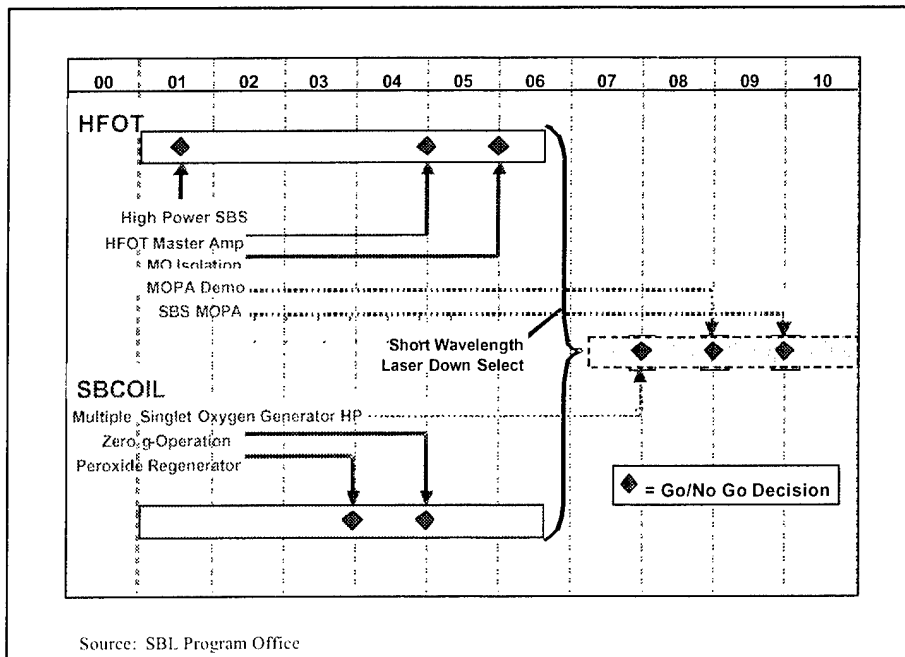 00 01 02 03 04 05 06 07 08 09 10
HFOT
High Power SBS
HFOT Master Amp
MO Isolation
MOPA Demo
SBS MOPA
Short Wavelength
Laser Down Select
SBCOIL
Multiple Singlet Oxygen Generator HP
Zero g-Operation
Peroxide Regenerator
= Go/No Go Decision
Source: SBL Program Office